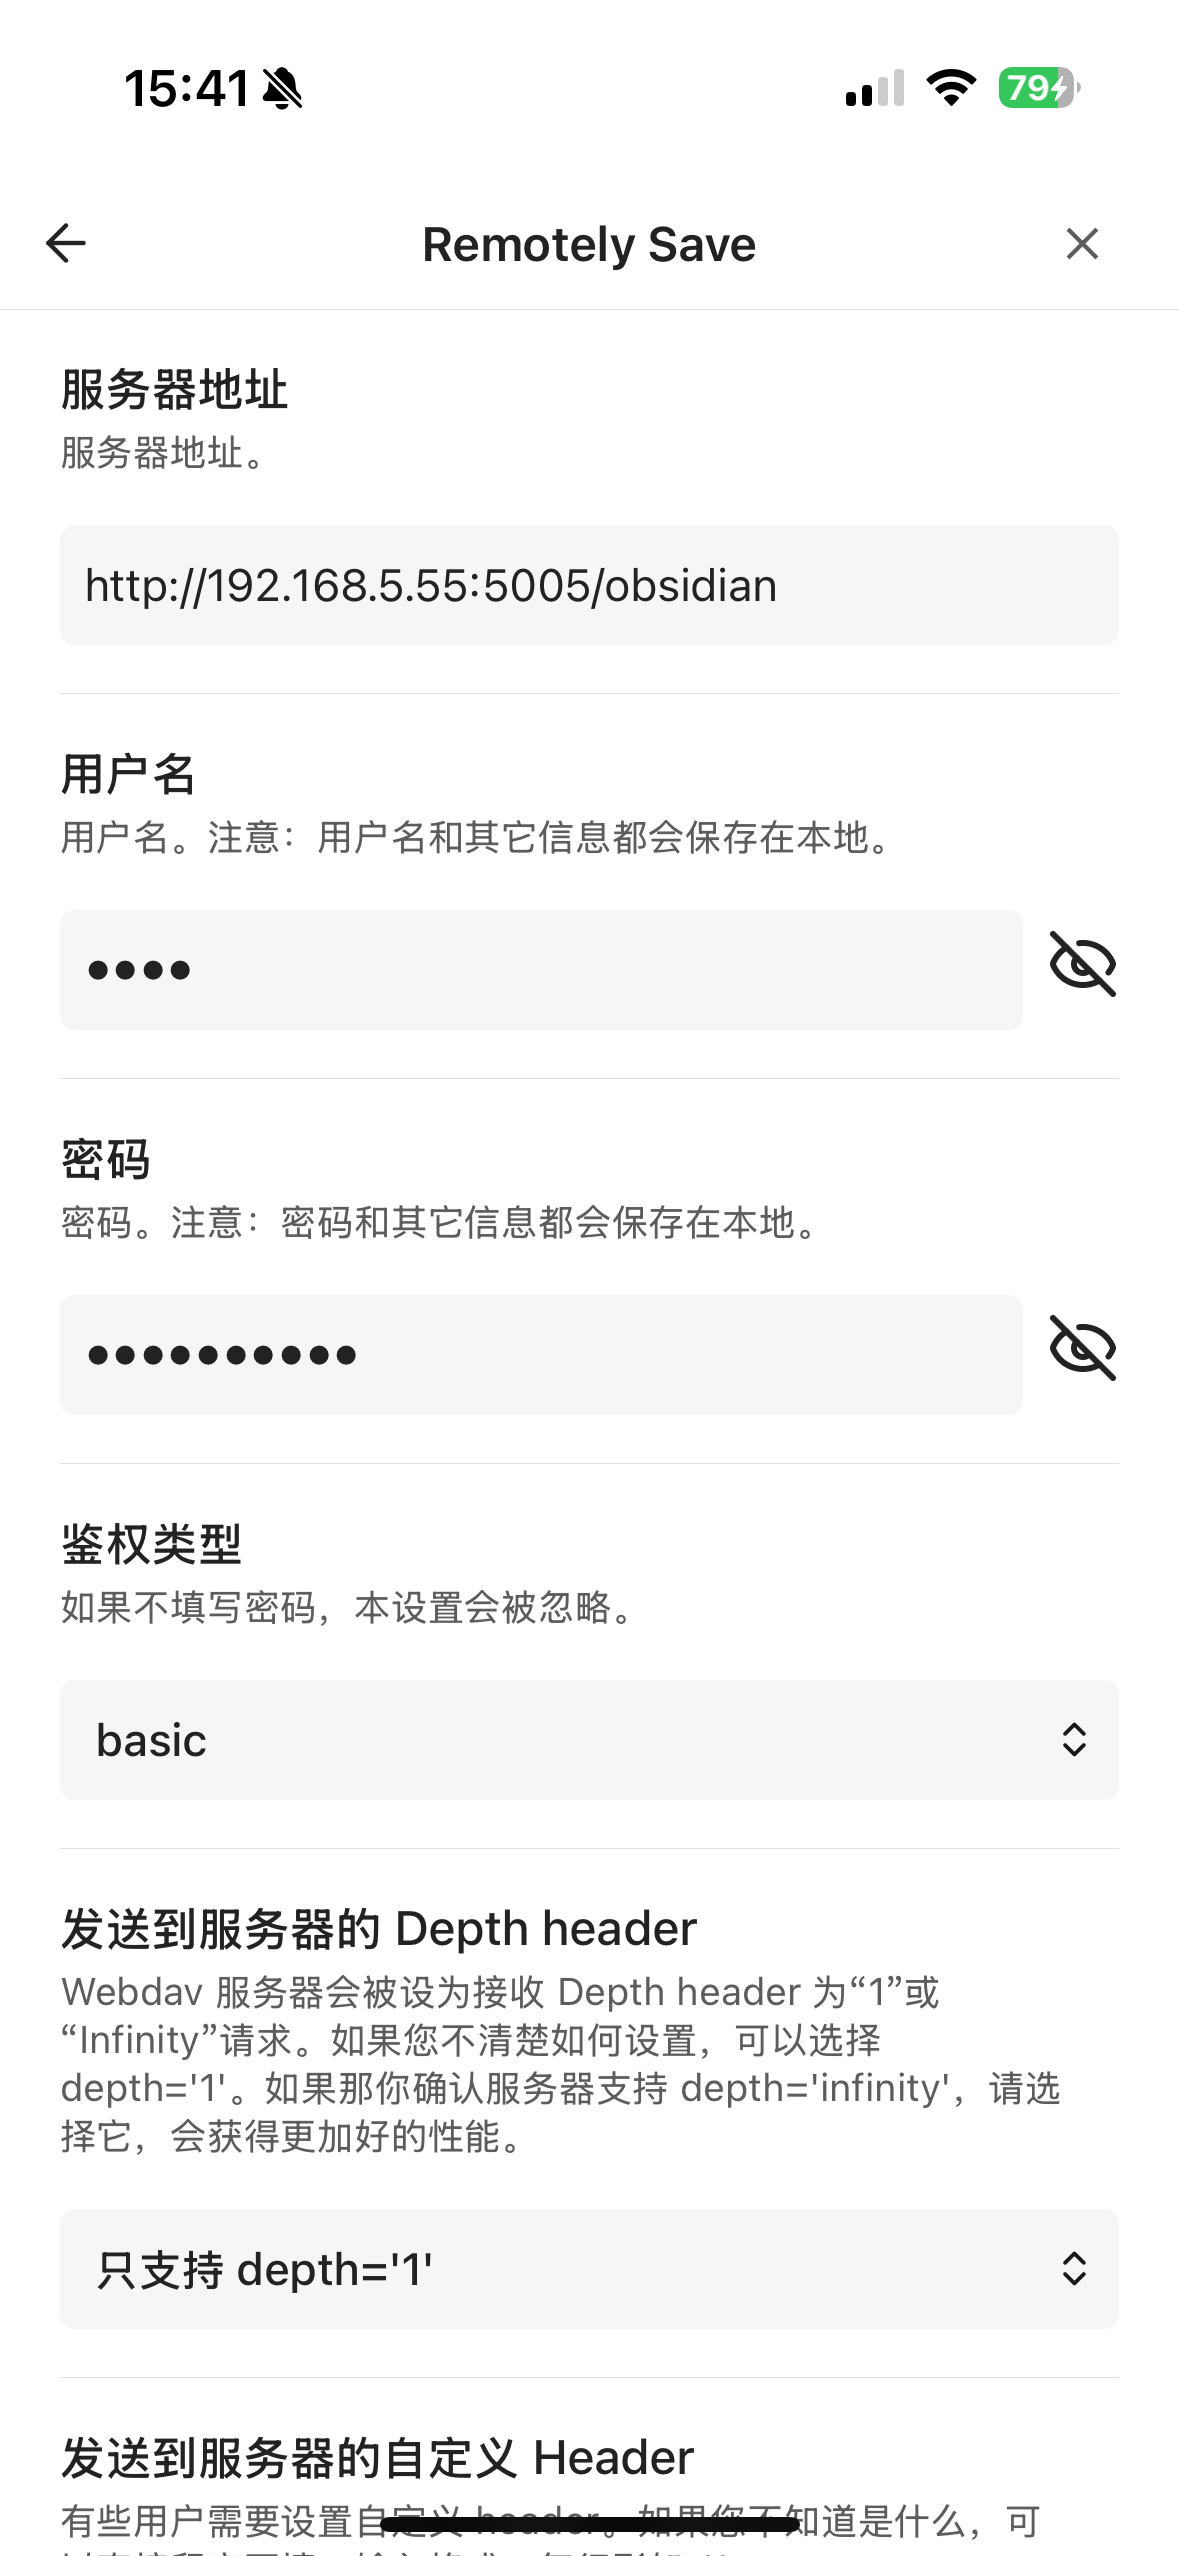 15:41
79
Remotely Save
服务器地址
服务器地址。
http://192.168.5.55:5005/obsidian
用户名
用户名。注意：用户名和其它信息都会保存在本地。
••••
密码
密码。注意：密码和其它信息都会保存在本地。
••••••••••
鉴权类型
如果不填写密码，本设置会被忽略。
basic
发送到服务器的 Depth header
Webdav 服务器会被设为接收 Depth header 为“1”或
“Infinity”请求。如果您不清楚如何设置，可以选择
depth='1'。如果那你确认服务器支持 depth='infinity'，请选
择它，会获得更加好的性能。
只支持 depth='1'
发送到服务器的自定义 Header
有些用户需要设置自定义 header。如果您不知道是什么，可